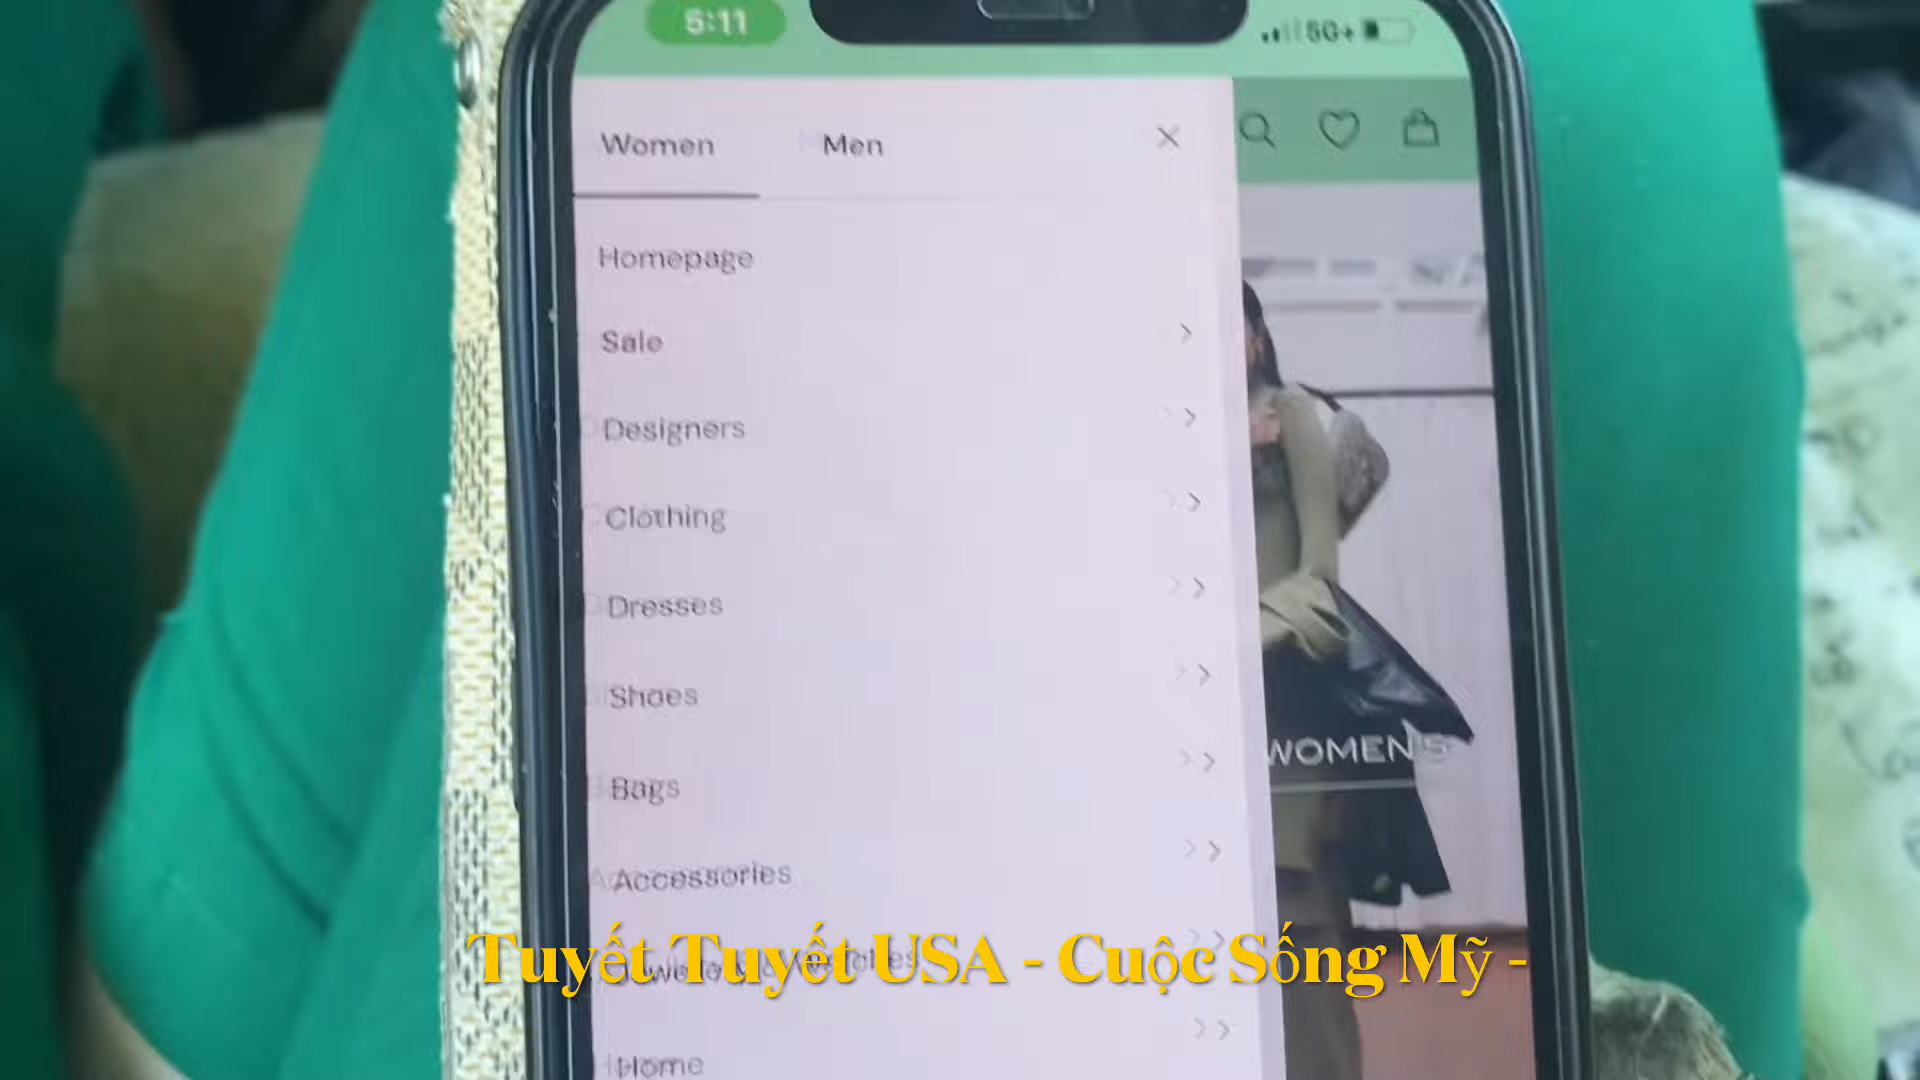 5:11
5G+
Women Men
Homepage
Sale
Designers
Clothing
Dresses
Shoes
Bags
WOMEN'S
Accessories
Tuyết Tuyết USA - Cuộc Sống Mỹ -
Home